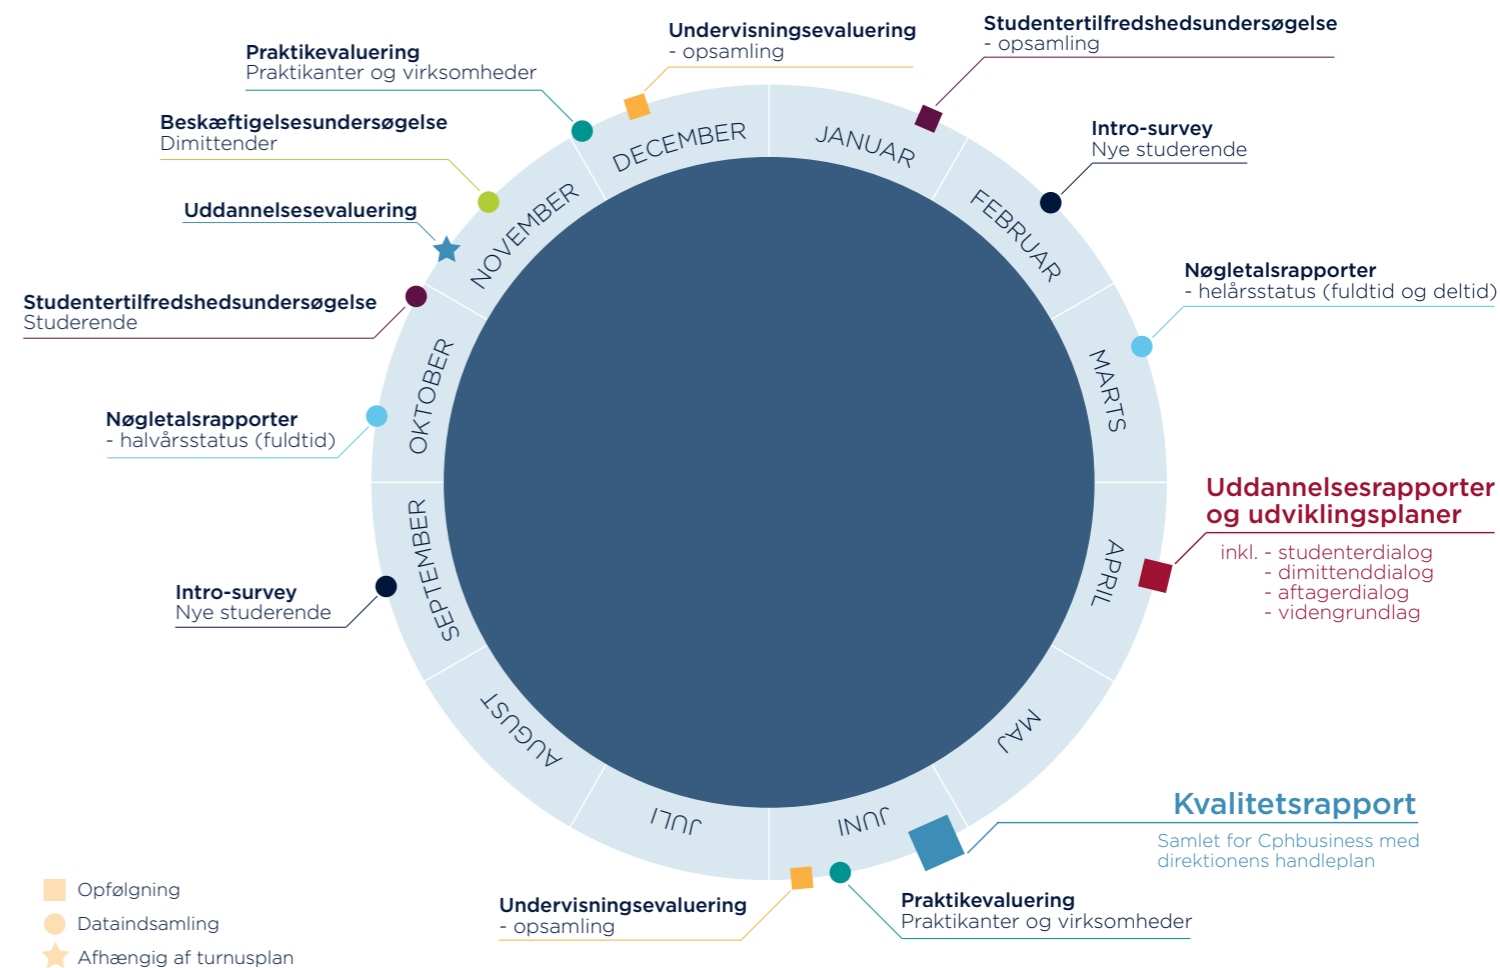 Undervisningsevaluering
- opsamling
Studentertilfredshedsundersøgelse
- opsamling
Praktikevaluering
Praktikanter og virksomheder
Beskæftigelsesundersøgelse
Dimittender
Intro-survey
Nye studerende
Uddannelsesevaluering
Nøgletalsrapporter
- helårsstatus (fuldtid og deltid)
Studentertilfredshedsundersøgelse
Studerende
Nøgletalsrapporter
- halvårsstatus (fuldtid)
Uddannelsesrapporter
og udviklingsplaner
inkl. - studenterdialog
- dimittenddialog
- aftagerdialog
- videngrundlag
Intro-survey
Nye studerende
Kvalitetsrapport
Samlet for Cphbusiness med
direktionens handleplan
Praktikevaluering
Praktikanter og virksomheder
Undervisningsevaluering
- opsamling
JANUAR
FEBRUAR
MARTS
APRIL
MAJ
JUNI
JULI
AUGUST
SEPTEMBER
OKTOBER
NOVEMBER
DECEMBER
Opfølgning
Dataindsamling
Afhængig af turnusplan